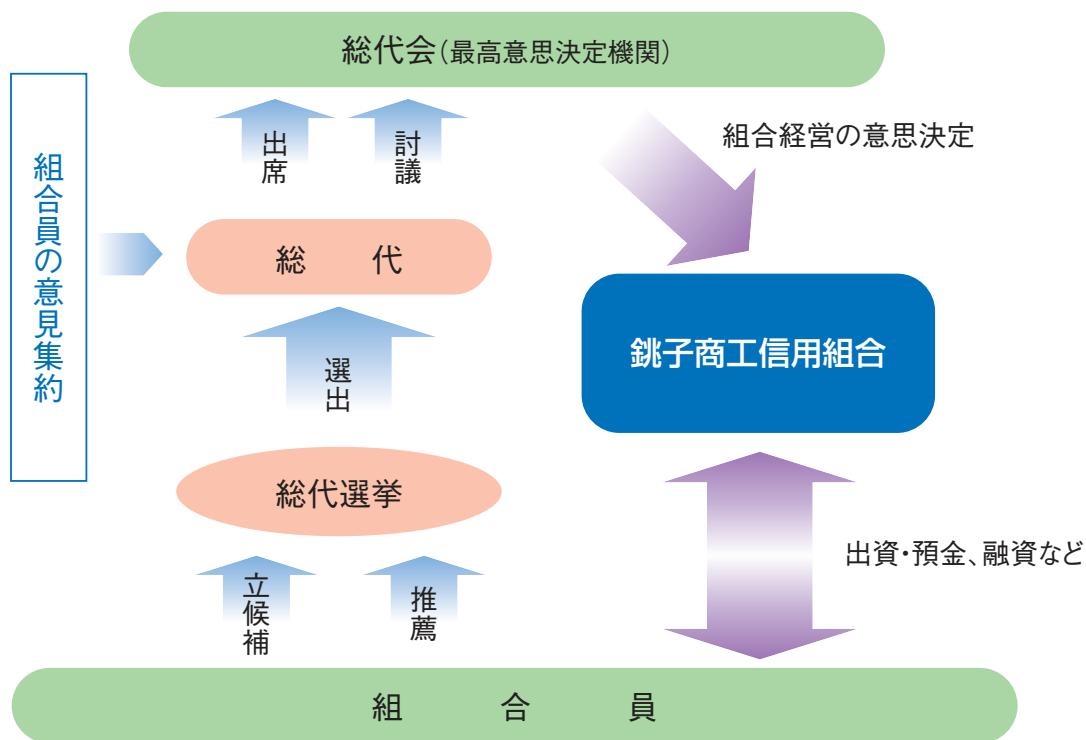 総代会(最高意思決定機関)
組合員の意見集約
出席
討議
組合経営の意思決定
総 代
銚子商工信用組合
選出
総代選挙
出資・預金、融資など
立候補
推薦
組 合 員